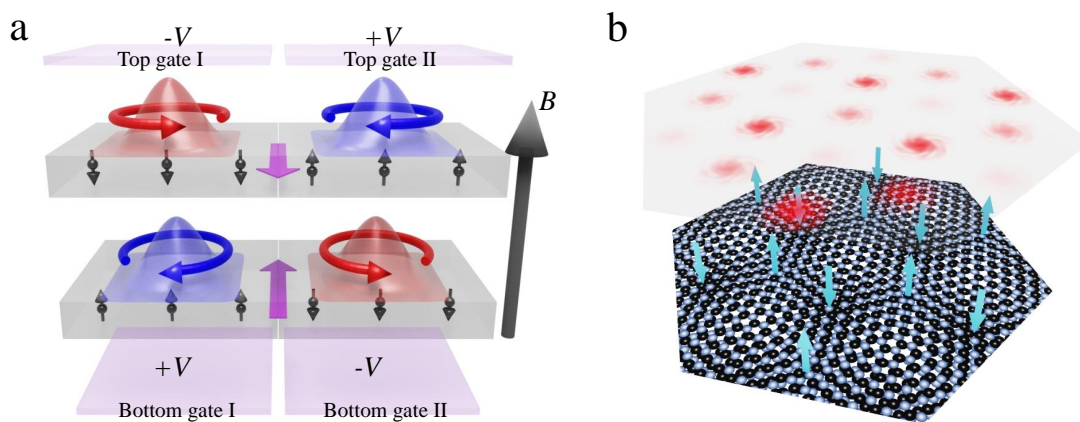 a
b
-V
+V
Top gate I
Top gate II
B
+V
-V
Bottom gate I
Bottom gate II